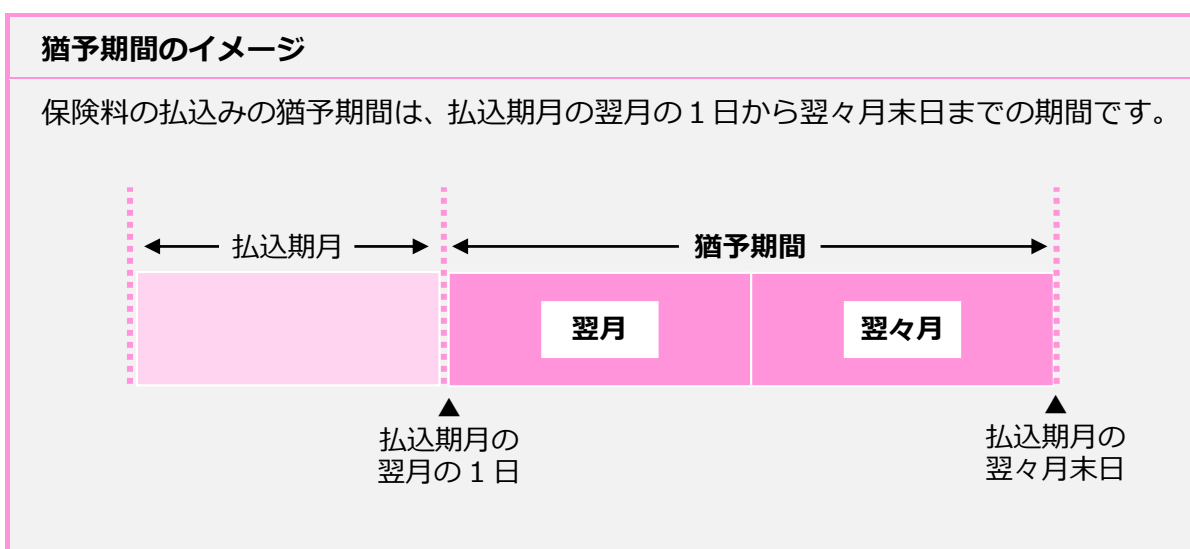 猶予期間のイメージ
保険料の払込みの猶予期間は、払込期月の翌月の1日から翌々月末日までの期間です。
払込期月
猶予期間
翌月
翌々月
▲
払込期月の
翌月の1日
▲
払込期月の
翌々月末日